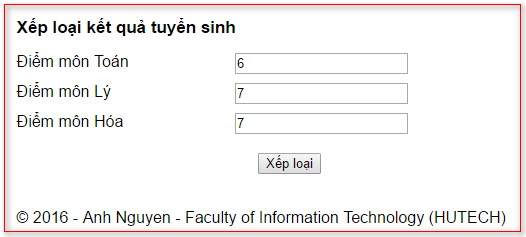 Xếp loại kết quả tuyển sinh
Điểm môn Toán 6
Điểm môn Lý 7
Điểm môn Hóa 7
Xếp loại
© 2016 - Anh Nguyen - Faculty of Information Technology (HUTECH)